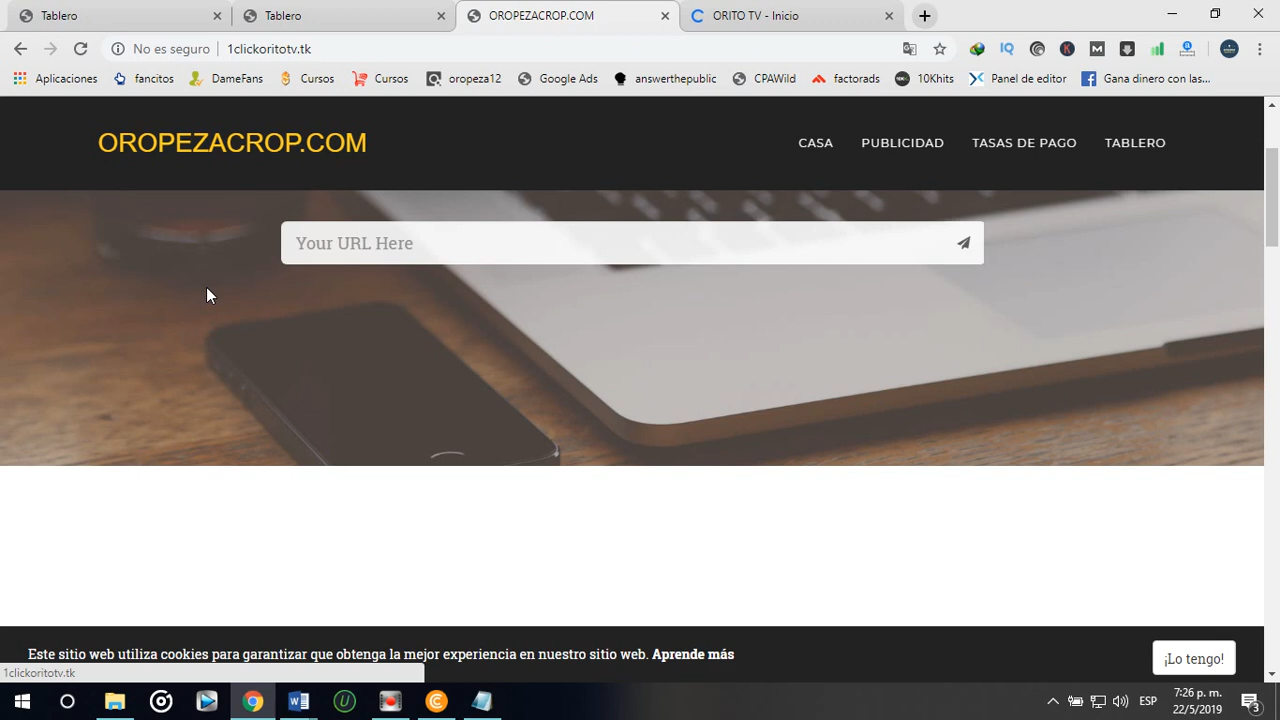 Tablero
Tablero
OROPEZACROP.COM
ORITO TV - Inicio
No es seguro
1clickoritotv.tk
Aplicaciones
fancitos
DameFans
Cursos
Cursos
oropeza12
Google Ads
answerthepublic
CPAWild
factorads
10Khits
Panel de editor
Gana dinero con las...
OROPEZACROP.COM
CASA
PUBLICIDAD
TASAS DE PAGO
TABLERO
Your URL Here
Este sitio web utiliza cookies para garantizar que obtenga la mejor experiencia en nuestro sitio web. Aprende más
¡Lo tengo!
1clickoritotv.tk
ESP
7:26 p. m.
22/5/2019
3